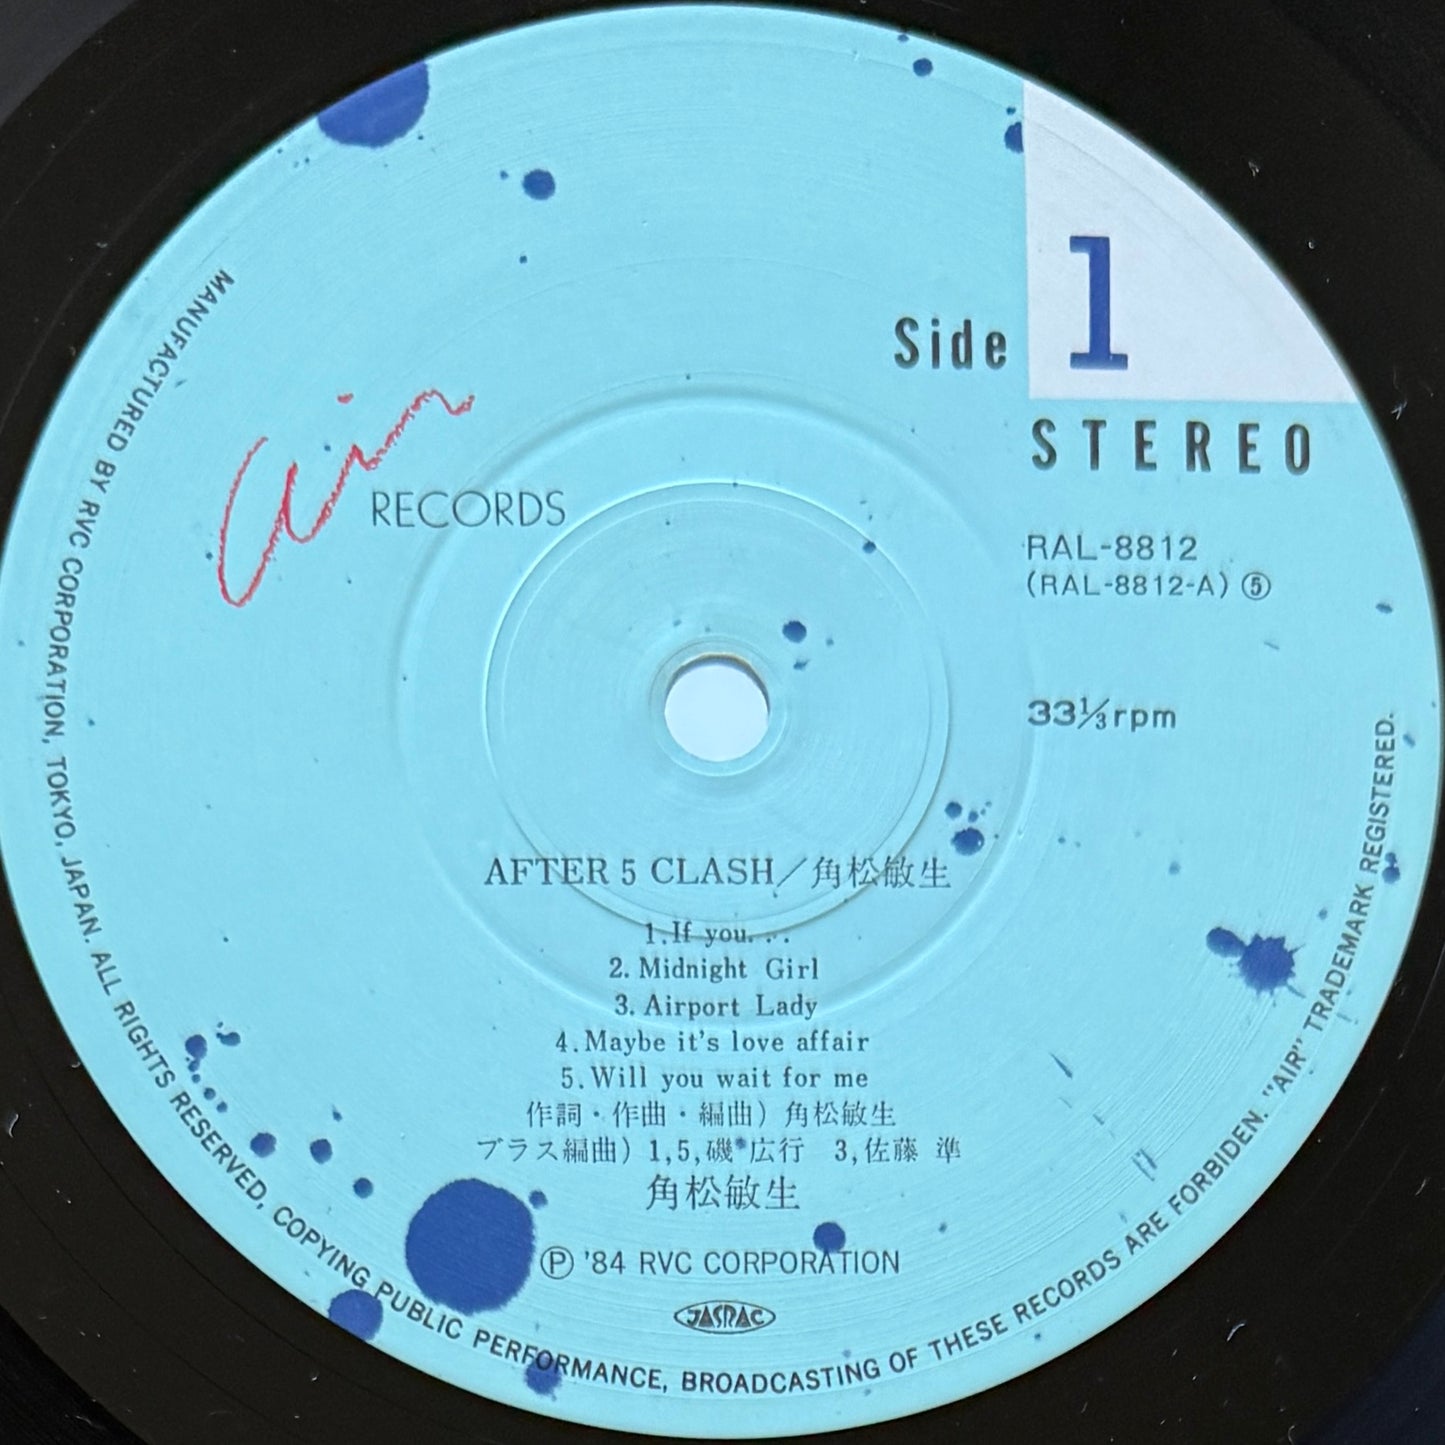 Air
RECORDS
Side 1
STEREO
RAL-8812
(RAL-8812-A) ⑤
33⅓rpm
AFTER 5 CLASH／角松敏生
1.If you. . .
2. Midnight Girl
3. Airport Lady
4.Maybe it's love affair
5.Will you wait for me
作詞・作曲・編曲) 角松敏生
ブラス編曲) 1,5,磯 広行 3,佐藤 準
角松敏生
Ⓟ '84 RVC CORPORATION
JASRAC
MANUFACTURED BY RVC CORPORATION, TOKYO, JAPAN. ALL RIGHTS RESERVED, COPYING PUBLIC PERFORMANCE, BROADCASTING OF THESE RECORDS ARE FORBIDEN. "AIR" TRADEMARK REGISTERED.